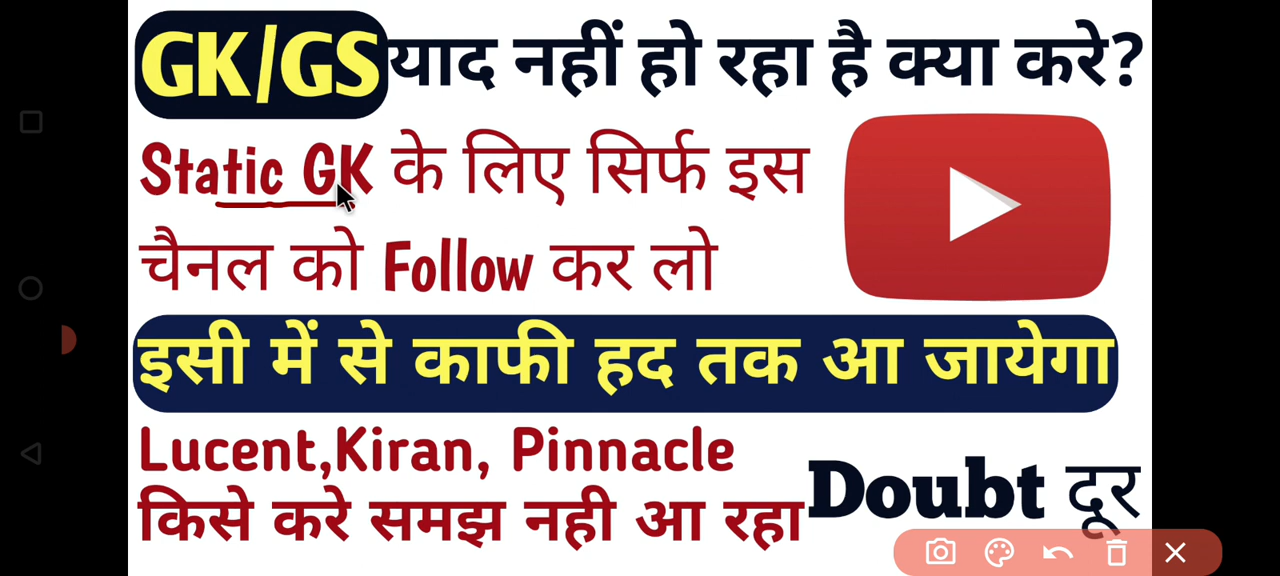 GK/GS याद नहीं हो रहा है क्या करे?
Static GK के लिए सिर्फ इस
चैनल को Follow कर लो
इसी में से काफी हद तक आ जायेगा
Lucent,Kiran, Pinnacle
किसे करे समझ नही आ रहा
Doubt दूर